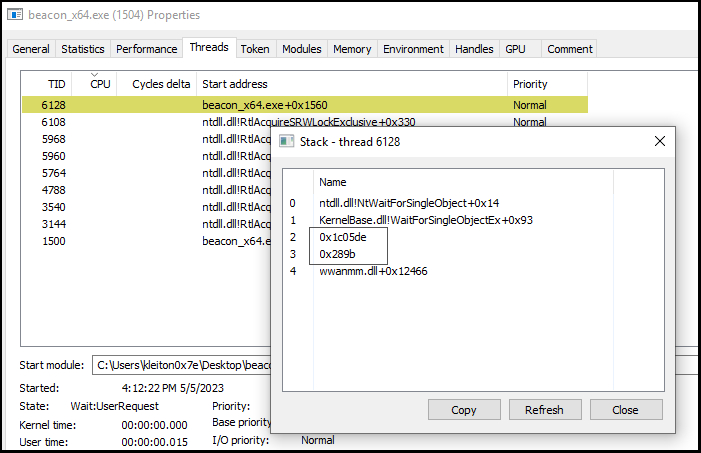 beacon_x64.exe (1504) Properties
General Statistics Performance Threads Token Modules Memory Environment Handles GPU Comment
TID CPU Cycles delta Start address Priority
6128 beacon_x64.exe+0x1560 Normal
6108 ntdll.dll!RtlAcquireSRWLockExclusive+0x330 Normal
5968 ntdll.dll!RtlAcq
5960 ntdll.dll!RtlAcq
5764 ntdll.dll!RtlAcq
4788 ntdll.dll!RtlAcq
3540 ntdll.dll!RtlAcq
3144 ntdll.dll!RtlAcq
1500 beacon_x64.e
Stack - thread 6128
Name
0 ntdll.dll!NtWaitForSingleObject+0x14
1 KernelBase.dll!WaitForSingleObjectEx+0x93
2 0x1c05de
3 0x289b
4 wwanmm.dll+0x12466
Copy Refresh Close
Start module: C:\Users\kleiton0x7e\Desktop\beac
Started: 4:12:22 PM 5/5/2023
State: Wait:UserRequest Priority:
Kernel time: 00:00:00.000 Base priority
User time: 00:00:00.015 I/O priority: Normal